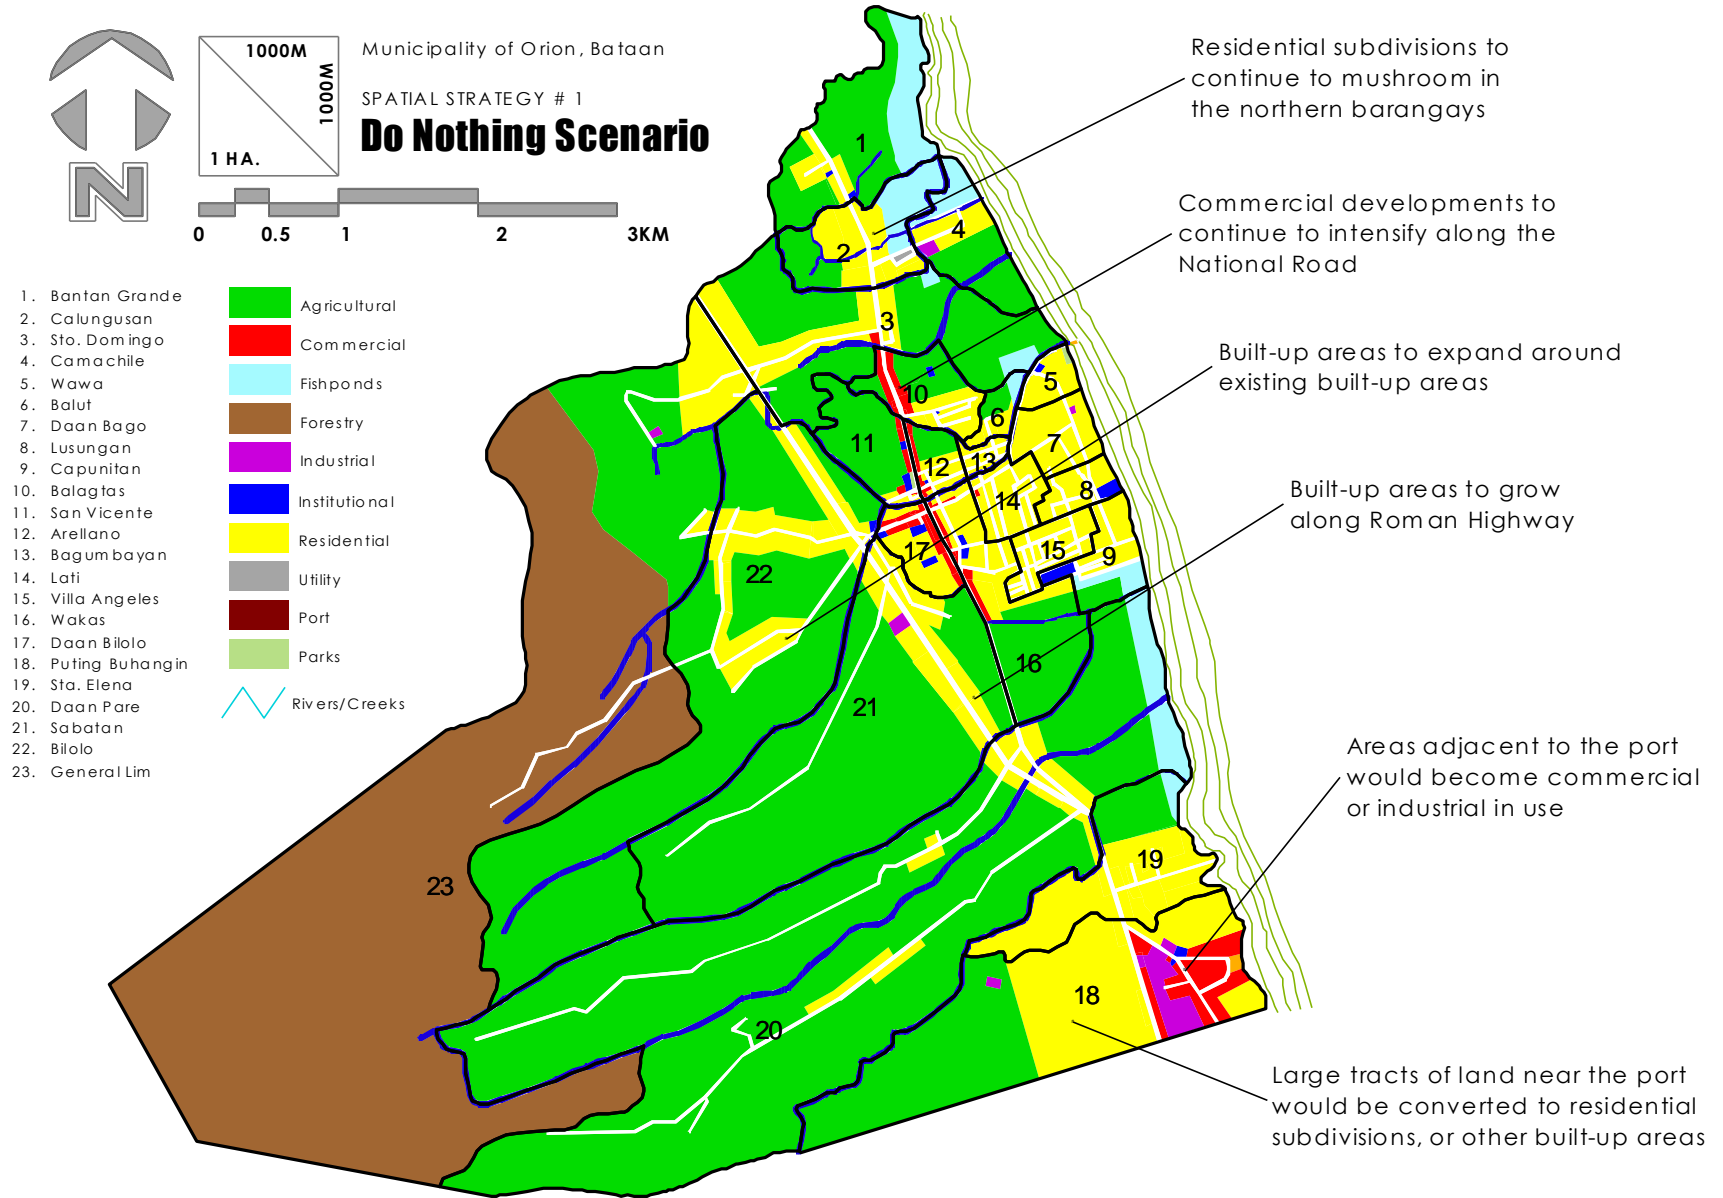 1000M
1000M
1 HA.
N
Municipality of Orion, Bataan
SPATIAL STRATEGY # 1
Do Nothing Scenario
0 0.5 1 2 3KM
1. Bantan Grande
2. Calungusan
3. Sto. Domingo
4. Camachile
5. Wawa
6. Balut
7. Daan Bago
8. Lusungan
9. Capunitan
10. Balagtas
11. San Vicente
12. Arellano
13. Bagumbayan
14. Lati
15. Villa Angeles
16. Wakas
17. Daan Bilolo
18. Puting Buhangin
19. Sta. Elena
20. Daan Pare
21. Sabatan
22. Bilolo
23. General Lim
Agricultural
Commercial
Fishponds
Forestry
Industrial
Institutional
Residential
Utility
Port
Parks
Rivers/Creeks
1
2
4
3
10
5
6
11
7
12
13
8
14
17
15
9
22
16
21
19
23
18
20
Residential subdivisions to
continue to mushroom in
the northern barangays
Commercial developments to
continue to intensify along the
National Road
Built-up areas to expand around
existing built-up areas
Built-up areas to grow
along Roman Highway
Areas adjacent to the port
would become commercial
or industrial in use
Large tracts of land near the port
would be converted to residential
subdivisions, or other built-up areas